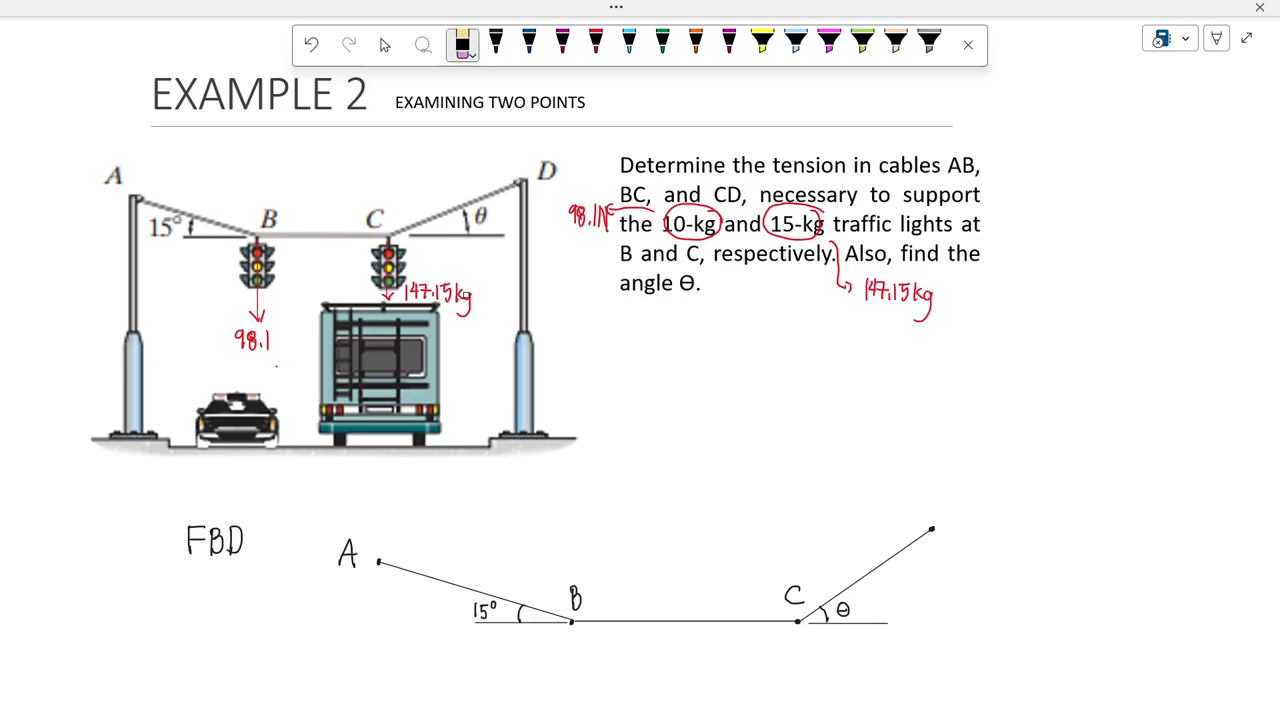 EXAMPLE 2 EXAMINING TWO POINTS
A
D
15°
B
C
θ
Determine the tension in cables AB,
BC, and CD, necessary to support
98.1N
the 10-kg and 15-kg traffic lights at
B and C, respectively. Also, find the
angle Θ.
147.15kg
147.15kg
98.1
FBD
A
15°
B
C
θ